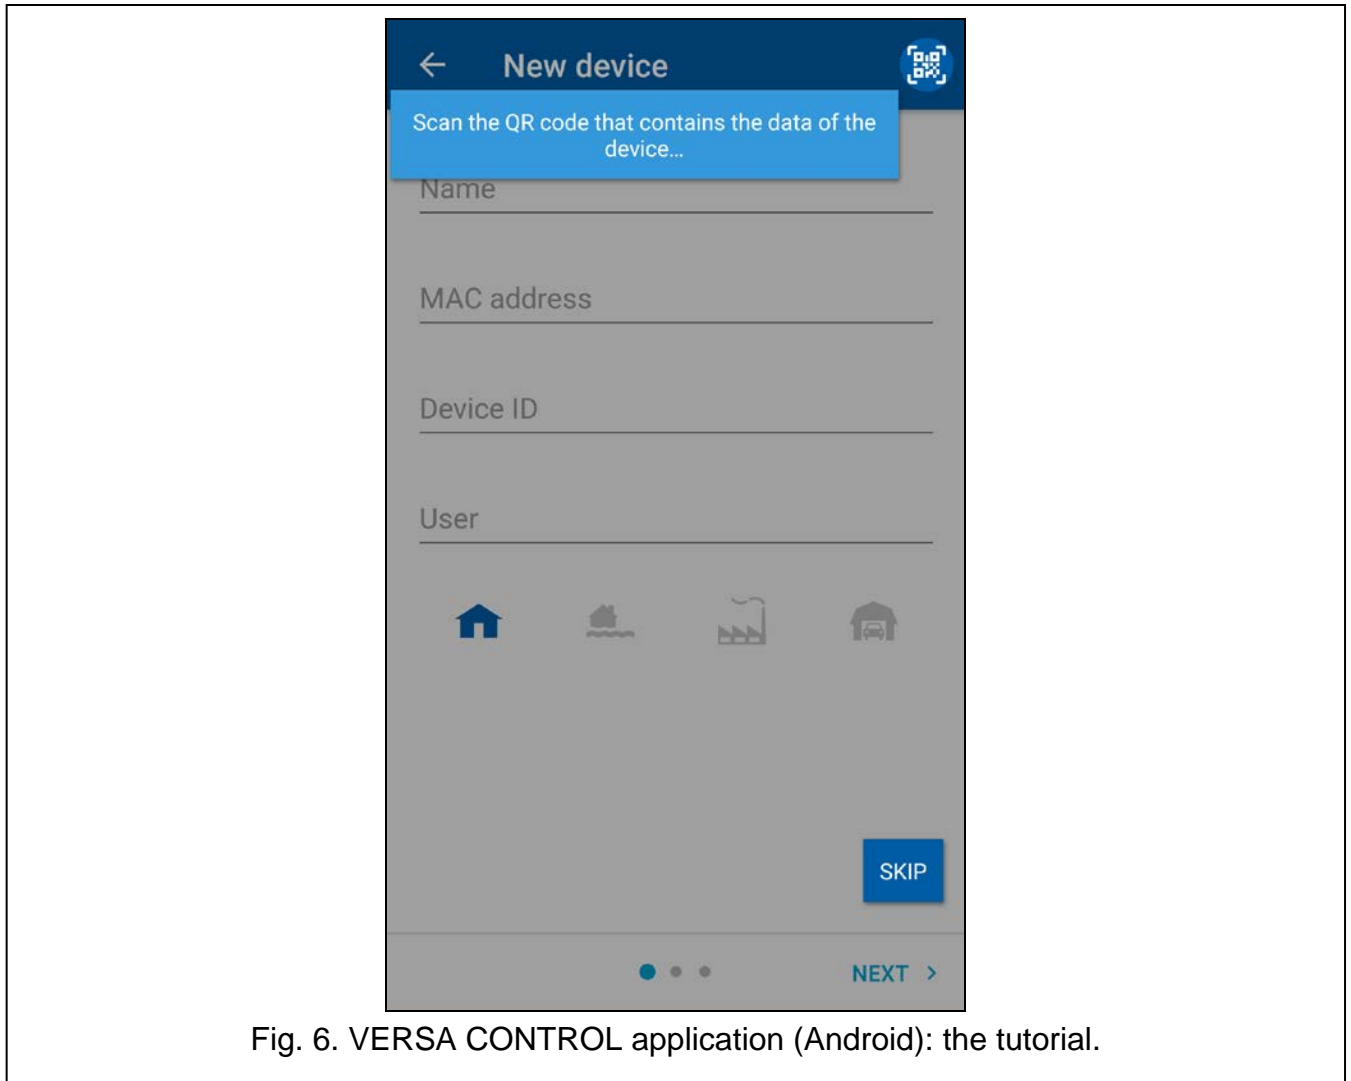 New device
Scan the QR code that contains the data of the
device...
Name
MAC address
Device ID
User
SKIP
NEXT >
Fig. 6. VERSA CONTROL application (Android): the tutorial.